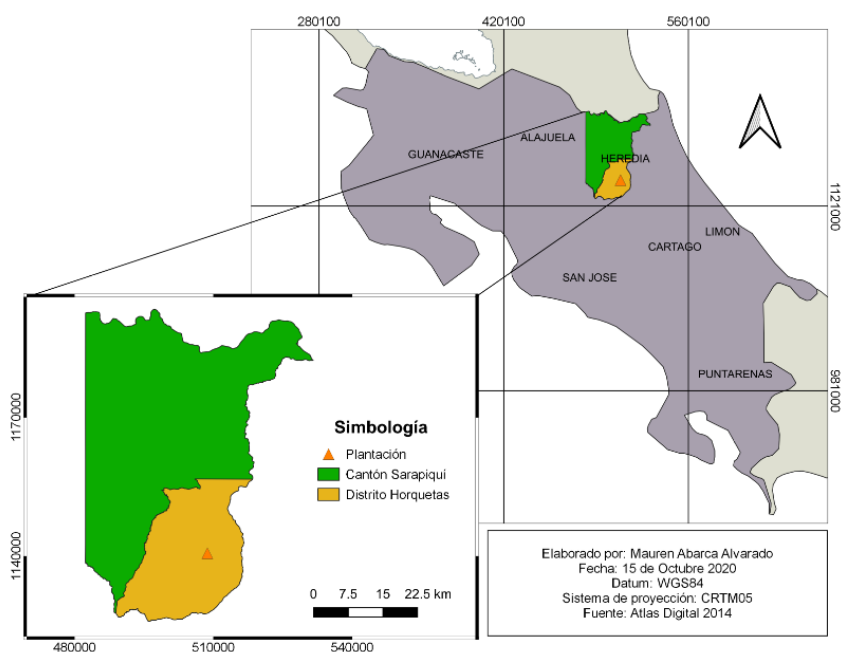 280100
420100
560100
ALAJUELA
GUANACASTE
HEREDIA
1121000
LIMON
CARTAGO
SAN JOSE
PUNTARENAS
981000
1170000
1140000
Simbología
Plantación
Cantón Sarapiqui
Distrito Horquetas
0 7.5 15 22.5 km
480000
510000
540000
Elaborado por: Mauren Abarca Alvarado
Fecha: 15 de Octubre 2020
Datum: WGS84
Sistema de proyección: CRTM05
Fuente: Atlas Digital 2014